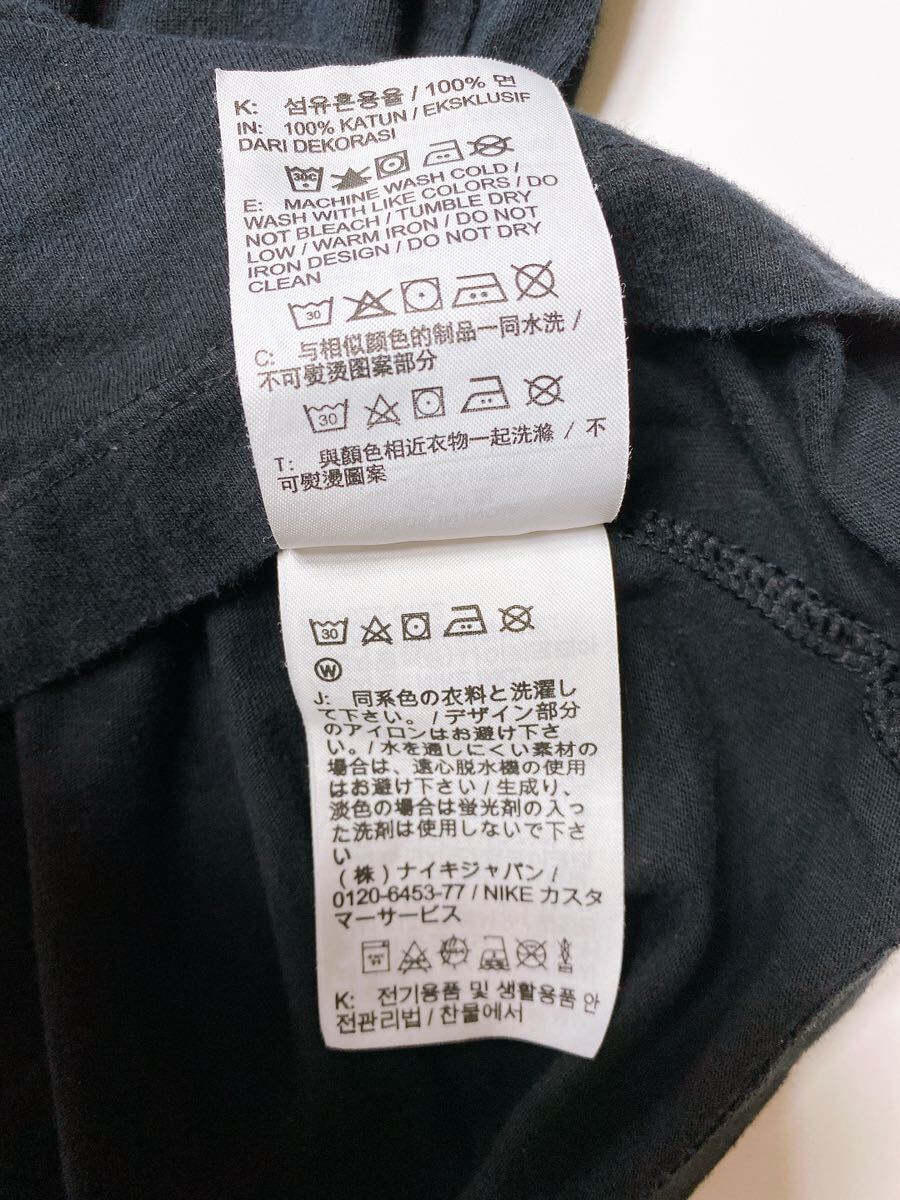 K: 섬유혼용율 / 100% 면
IN: 100% KATUN / EKSKLUSIF
DARI DEKORASI
30C
E: MACHINE WASH COLD /
WASH WITH LIKE COLORS / DO
NOT BLEACH / TUMBLE DRY
LOW / WARM IRON / DO NOT
IRON DESIGN / DO NOT DRY
CLEAN
30
C: 与相似颜色的制品一同水洗 /
不可熨烫图案部分
30
T: 與顏色相近衣物一起洗滌 / 不
可熨燙圖案
30
W
J: 同系色の衣料と洗濯し
て下さい。 / デザイン部分
のアイロンはお避け下さ
い。/ 水を通しにくい素材の
場合は、遠心脱水機の使用
はお避け下さい / 生成り、
淡色の場合は蛍光剤の入っ
た洗剤は使用しないで下さ
い
(株) ナイキジャパン /
0120-6453-77 / NIKE カスタ
マーサービス
K: 전기용품 및 생활용품 안
전관리법 / 찬물에서